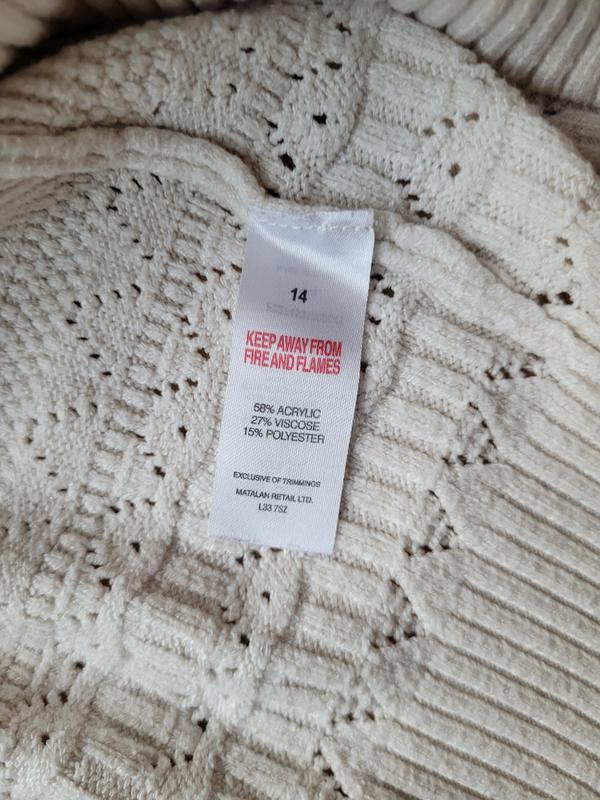 14
KEEP AWAY FROM
FIRE AND FLAMES
58% ACRYLIC
27% VISCOSE
15% POLYESTER
EXCLUSIVE OF TRIMMINGS
MATALAN RETAIL LTD.
L33 7SZ